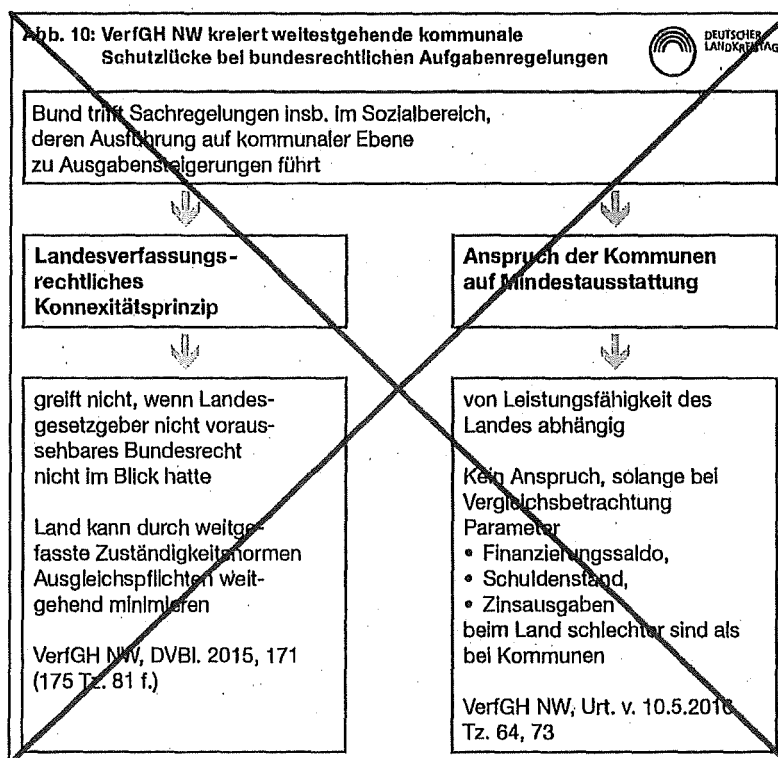 Abb. 10: VerfGH NW kreiert weitestgehende kommunale
Schutzlücke bei bundesrechtlichen Aufgabenregelungen
DEUTSCHER
LANDKREISTAG
Bund trifft Sachregelungen insb. im Sozialbereich,
deren Ausführung auf kommunaler Ebene
zu Ausgabensteigerungen führt
Landesverfassungs-
rechtliches
Konnexitätsprinzip
greift nicht, wenn Landes-
gesetzgeber nicht voraus-
sehbares Bundesrecht
nicht im Blick hatte
Land kann durch weitge-
fasste Zuständigkeitsnormen
Ausgleichspflichten weit-
gehend minimieren
VerfGH NW, DVBl. 2015, 171
(175 Tz. 81 f.)
Anspruch der Kommunen
auf Mindestausstattung
von Leistungsfähigkeit des
Landes abhängig
Kein Anspruch, solange bei
Vergleichsbetrachtung
Parameter
• Finanzierungssaldo,
• Schuldenstand,
• Zinsausgaben
beim Land schlechter sind als
bei Kommunen
VerfGH NW, Urt. v. 10.5.2016
Tz. 64, 73